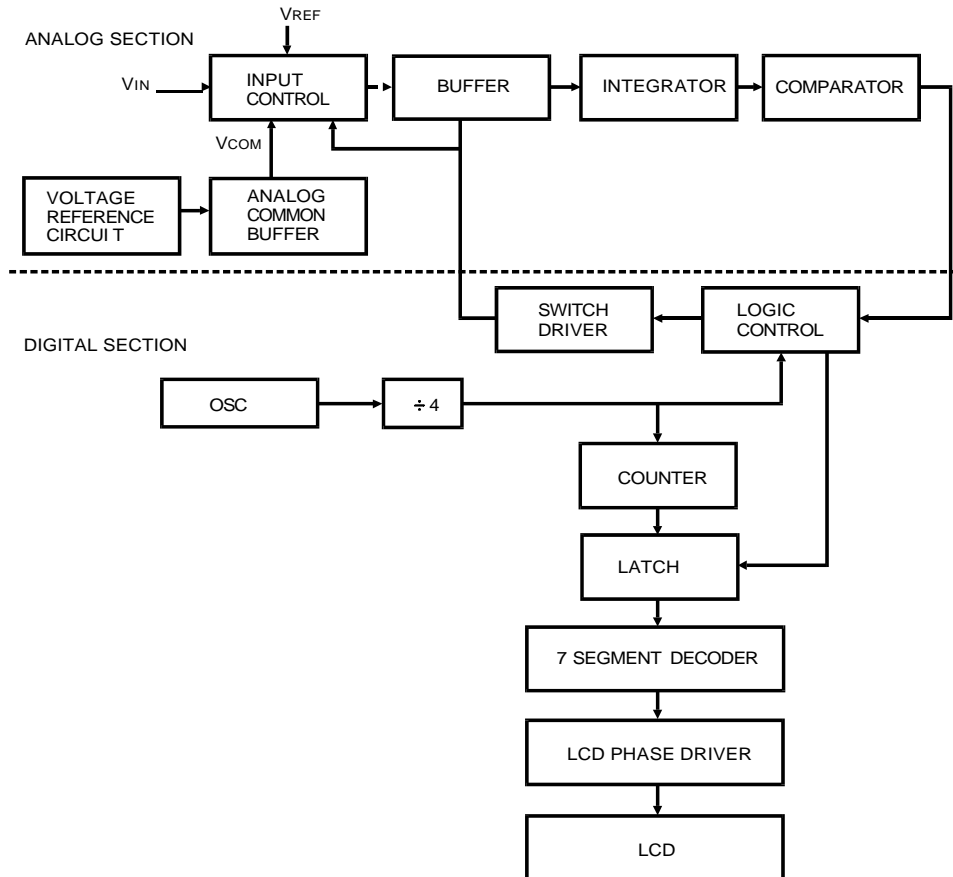 VREF
ANALOG SECTION
VIN
INPUT
CONTROL
BUFFER
INTEGRATOR
COMPARATOR
VCOM
VOLTAGE
REFERENCE
CIRCUIT
ANALOG
COMMON
BUFFER
SWITCH
DRIVER
LOGIC
CONTROL
DIGITAL SECTION
OSC
÷ 4
COUNTER
LATCH
7 SEGMENT DECODER
LCD PHASE DRIVER
LCD